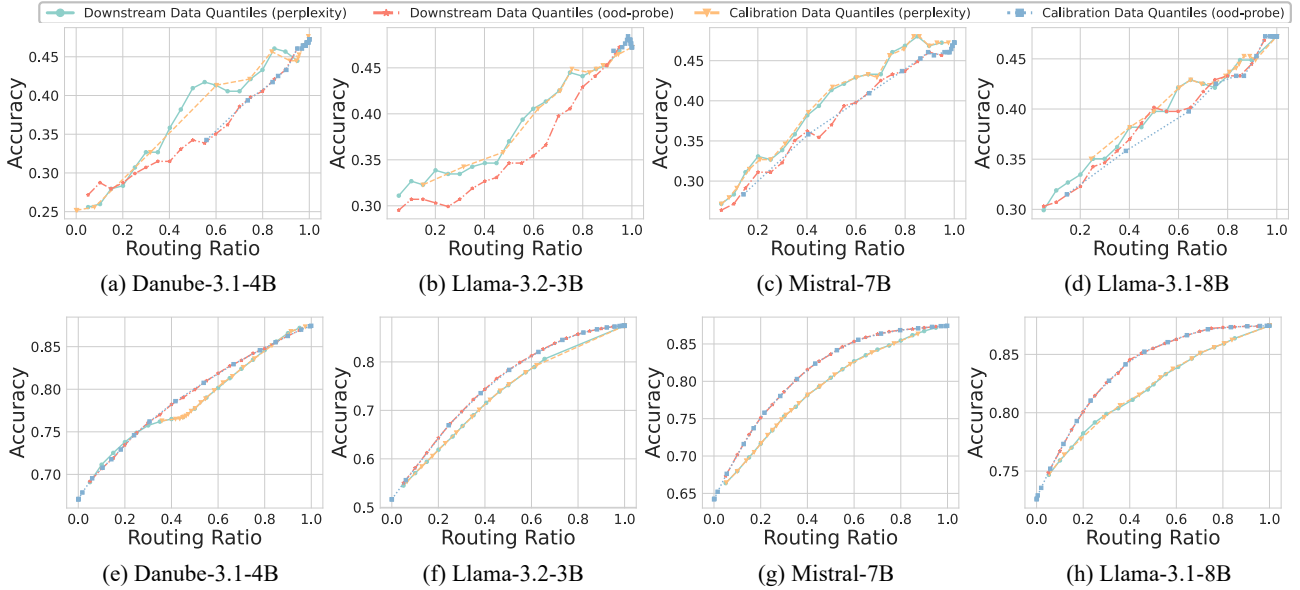 Downstream Data Quantiles (perplexity) Downstream Data Quantiles (ood-probe) Calibration Data Quantiles (perplexity) Calibration Data Quantiles (ood-probe)
Accuracy
0.45
0.40
0.35
0.30
0.25
0.0 0.2 0.4 0.6 0.8 1.0
Routing Ratio
(a) Danube-3.1-4B
Accuracy
0.45
0.40
0.35
0.30
0.0 0.2 0.4 0.6 0.8 1.0
Routing Ratio
(b) Llama-3.2-3B
Accuracy
0.45
0.40
0.35
0.30
0.0 0.2 0.4 0.6 0.8 1.0
Routing Ratio
(c) Mistral-7B
Accuracy
0.45
0.40
0.35
0.30
0.0 0.2 0.4 0.6 0.8 1.0
Routing Ratio
(d) Llama-3.1-8B
Accuracy
0.85
0.80
0.75
0.70
0.0 0.2 0.4 0.6 0.8 1.0
Routing Ratio
(e) Danube-3.1-4B
Accuracy
0.9
0.8
0.7
0.6
0.5
0.0 0.2 0.4 0.6 0.8 1.0
Routing Ratio
(f) Llama-3.2-3B
Accuracy
0.85
0.80
0.75
0.70
0.65
0.0 0.2 0.4 0.6 0.8 1.0
Routing Ratio
(g) Mistral-7B
Accuracy
0.85
0.80
0.75
0.0 0.2 0.4 0.6 0.8 1.0
Routing Ratio
(h) Llama-3.1-8B